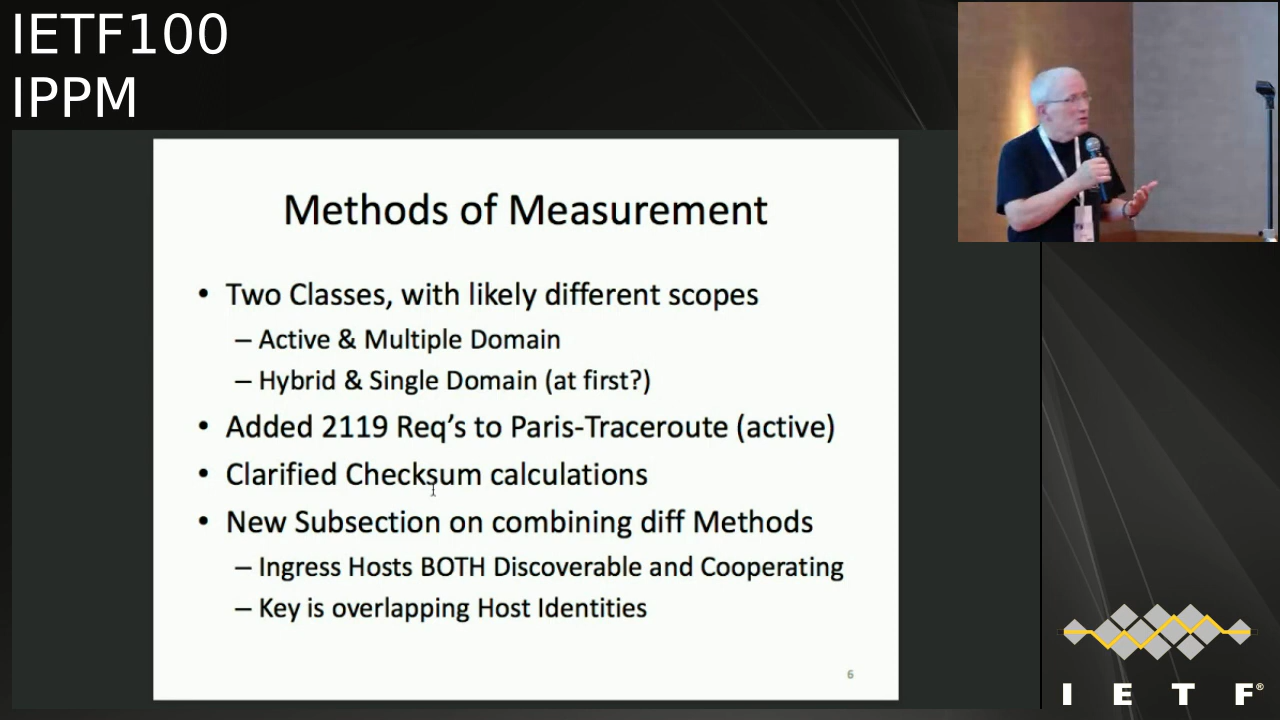 IETF100
IPPM
Methods of Measurement
• Two Classes, with likely different scopes
– Active & Multiple Domain
– Hybrid & Single Domain (at first?)
• Added 2119 Req's to Paris-Traceroute (active)
• Clarified Checksum calculations
• New Subsection on combining diff Methods
– Ingress Hosts BOTH Discoverable and Cooperating
– Key is overlapping Host Identities
6
I E T F®